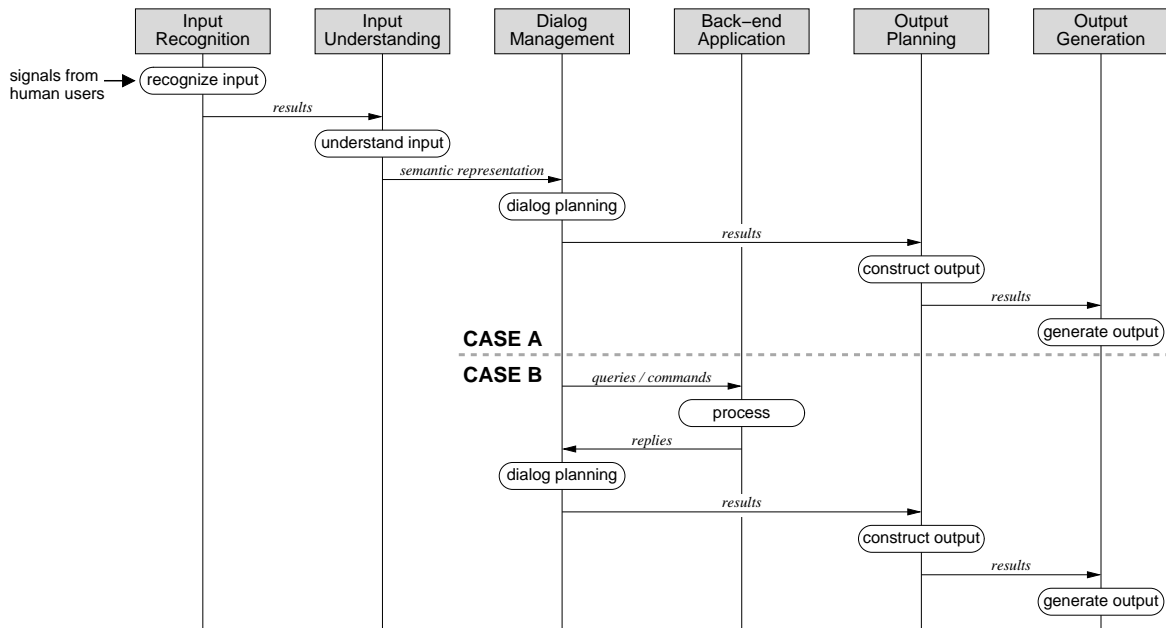 Input
Recognition
Input
Understanding
Dialog
Management
Back−end
Application
Output
Planning
Output
Generation
signals from
human users
recognize input
results
understand input
semantic representation
dialog planning
results
construct output
results
generate output
CASE A
CASE B
queries / commands
process
replies
dialog planning
results
construct output
results
generate output